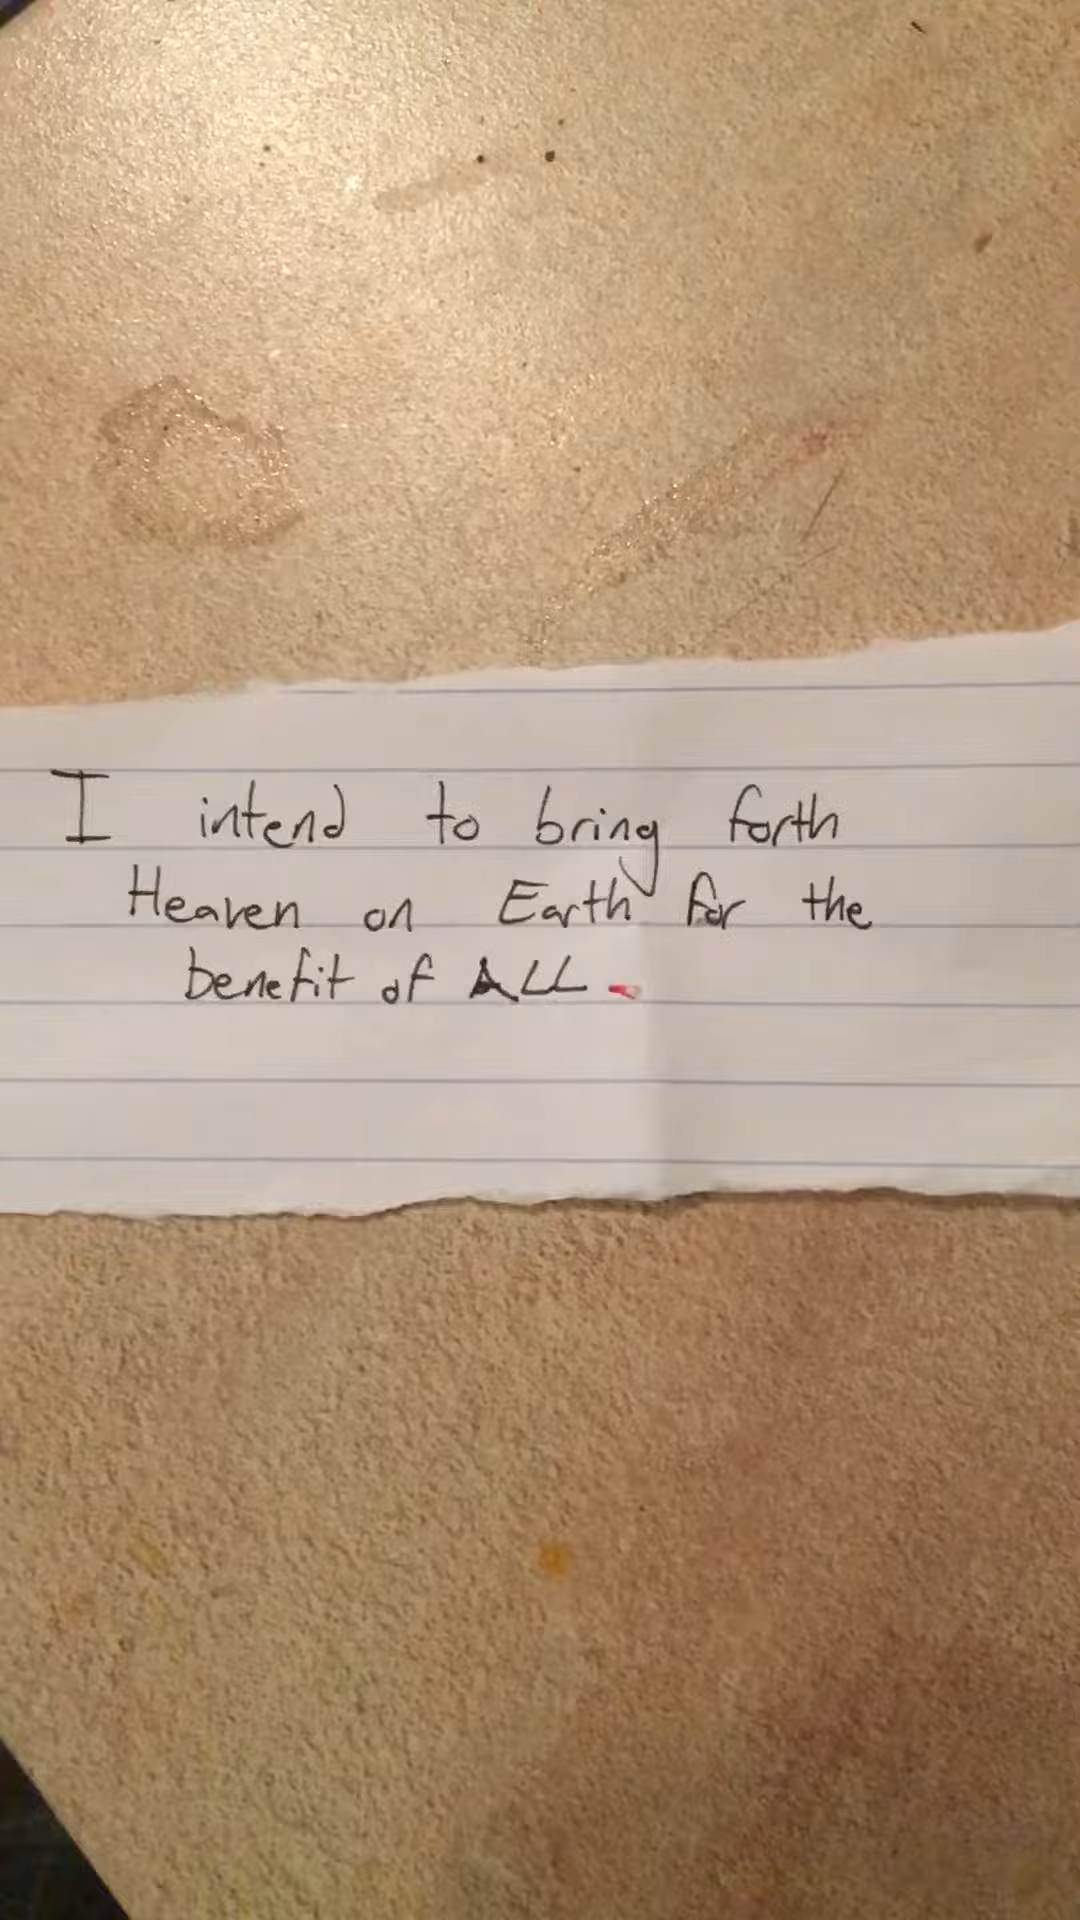 I intend to bring forth
Heaven on Earth for the
benefit of ALL.